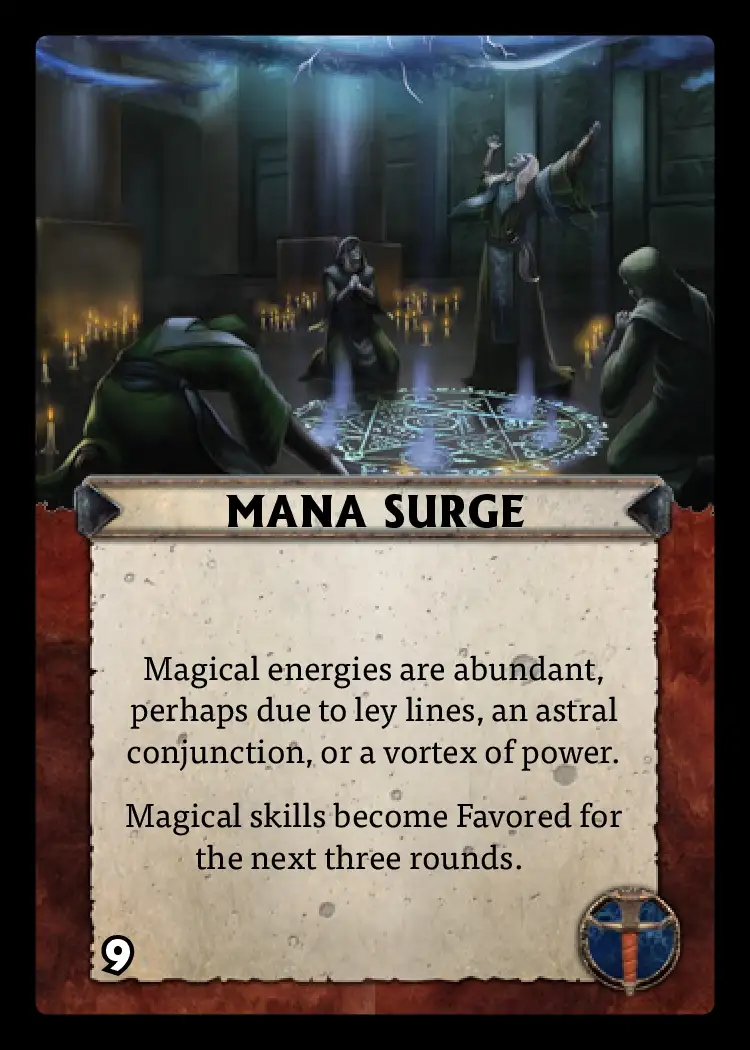 MANA SURGE
Magical energies are abundant,
perhaps due to ley lines, an astral
conjunction, or a vortex of power.
Magical skills become Favored for
the next three rounds.
9